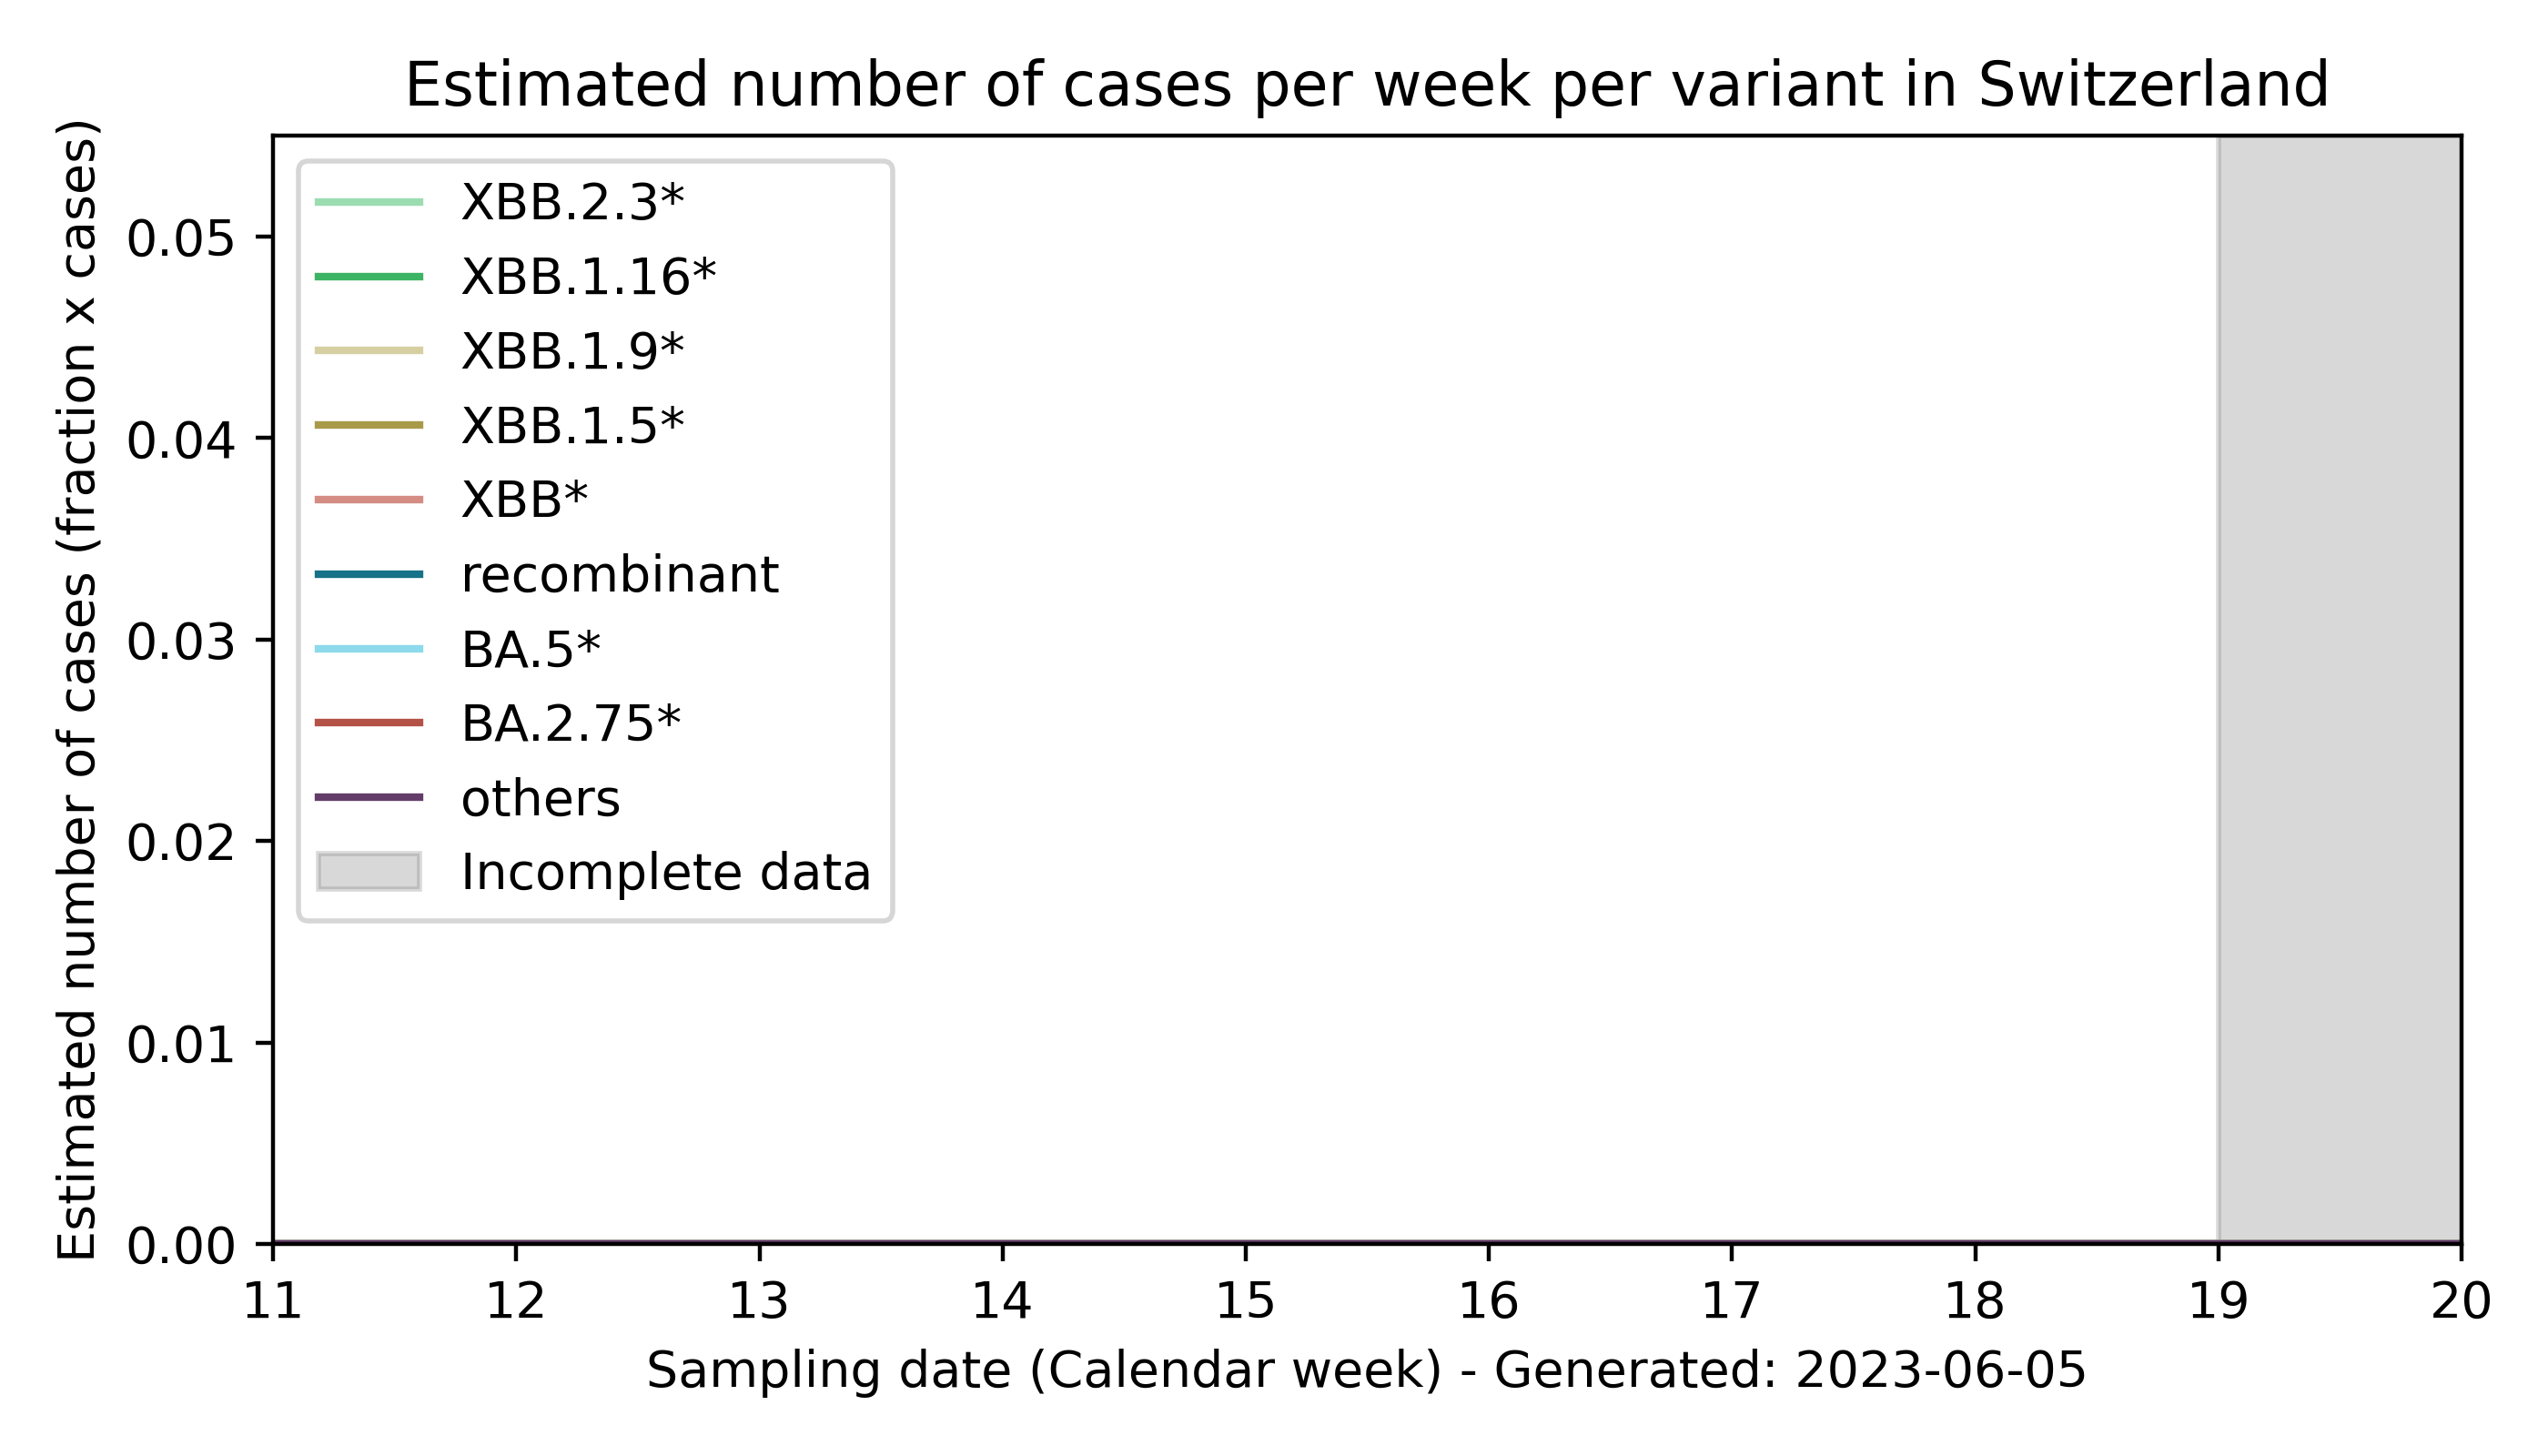 Estimated number of cases per week per variant in Switzerland
Estimated number of cases (fraction x cases)
0.05
0.04
0.03
0.02
0.01
0.00
XBB.2.3*
XBB.1.16*
XBB.1.9*
XBB.1.5*
XBB*
recombinant
BA.5*
BA.2.75*
others
Incomplete data
11 12 13 14 15 16 17 18 19 20
Sampling date (Calendar week) - Generated: 2023-06-05